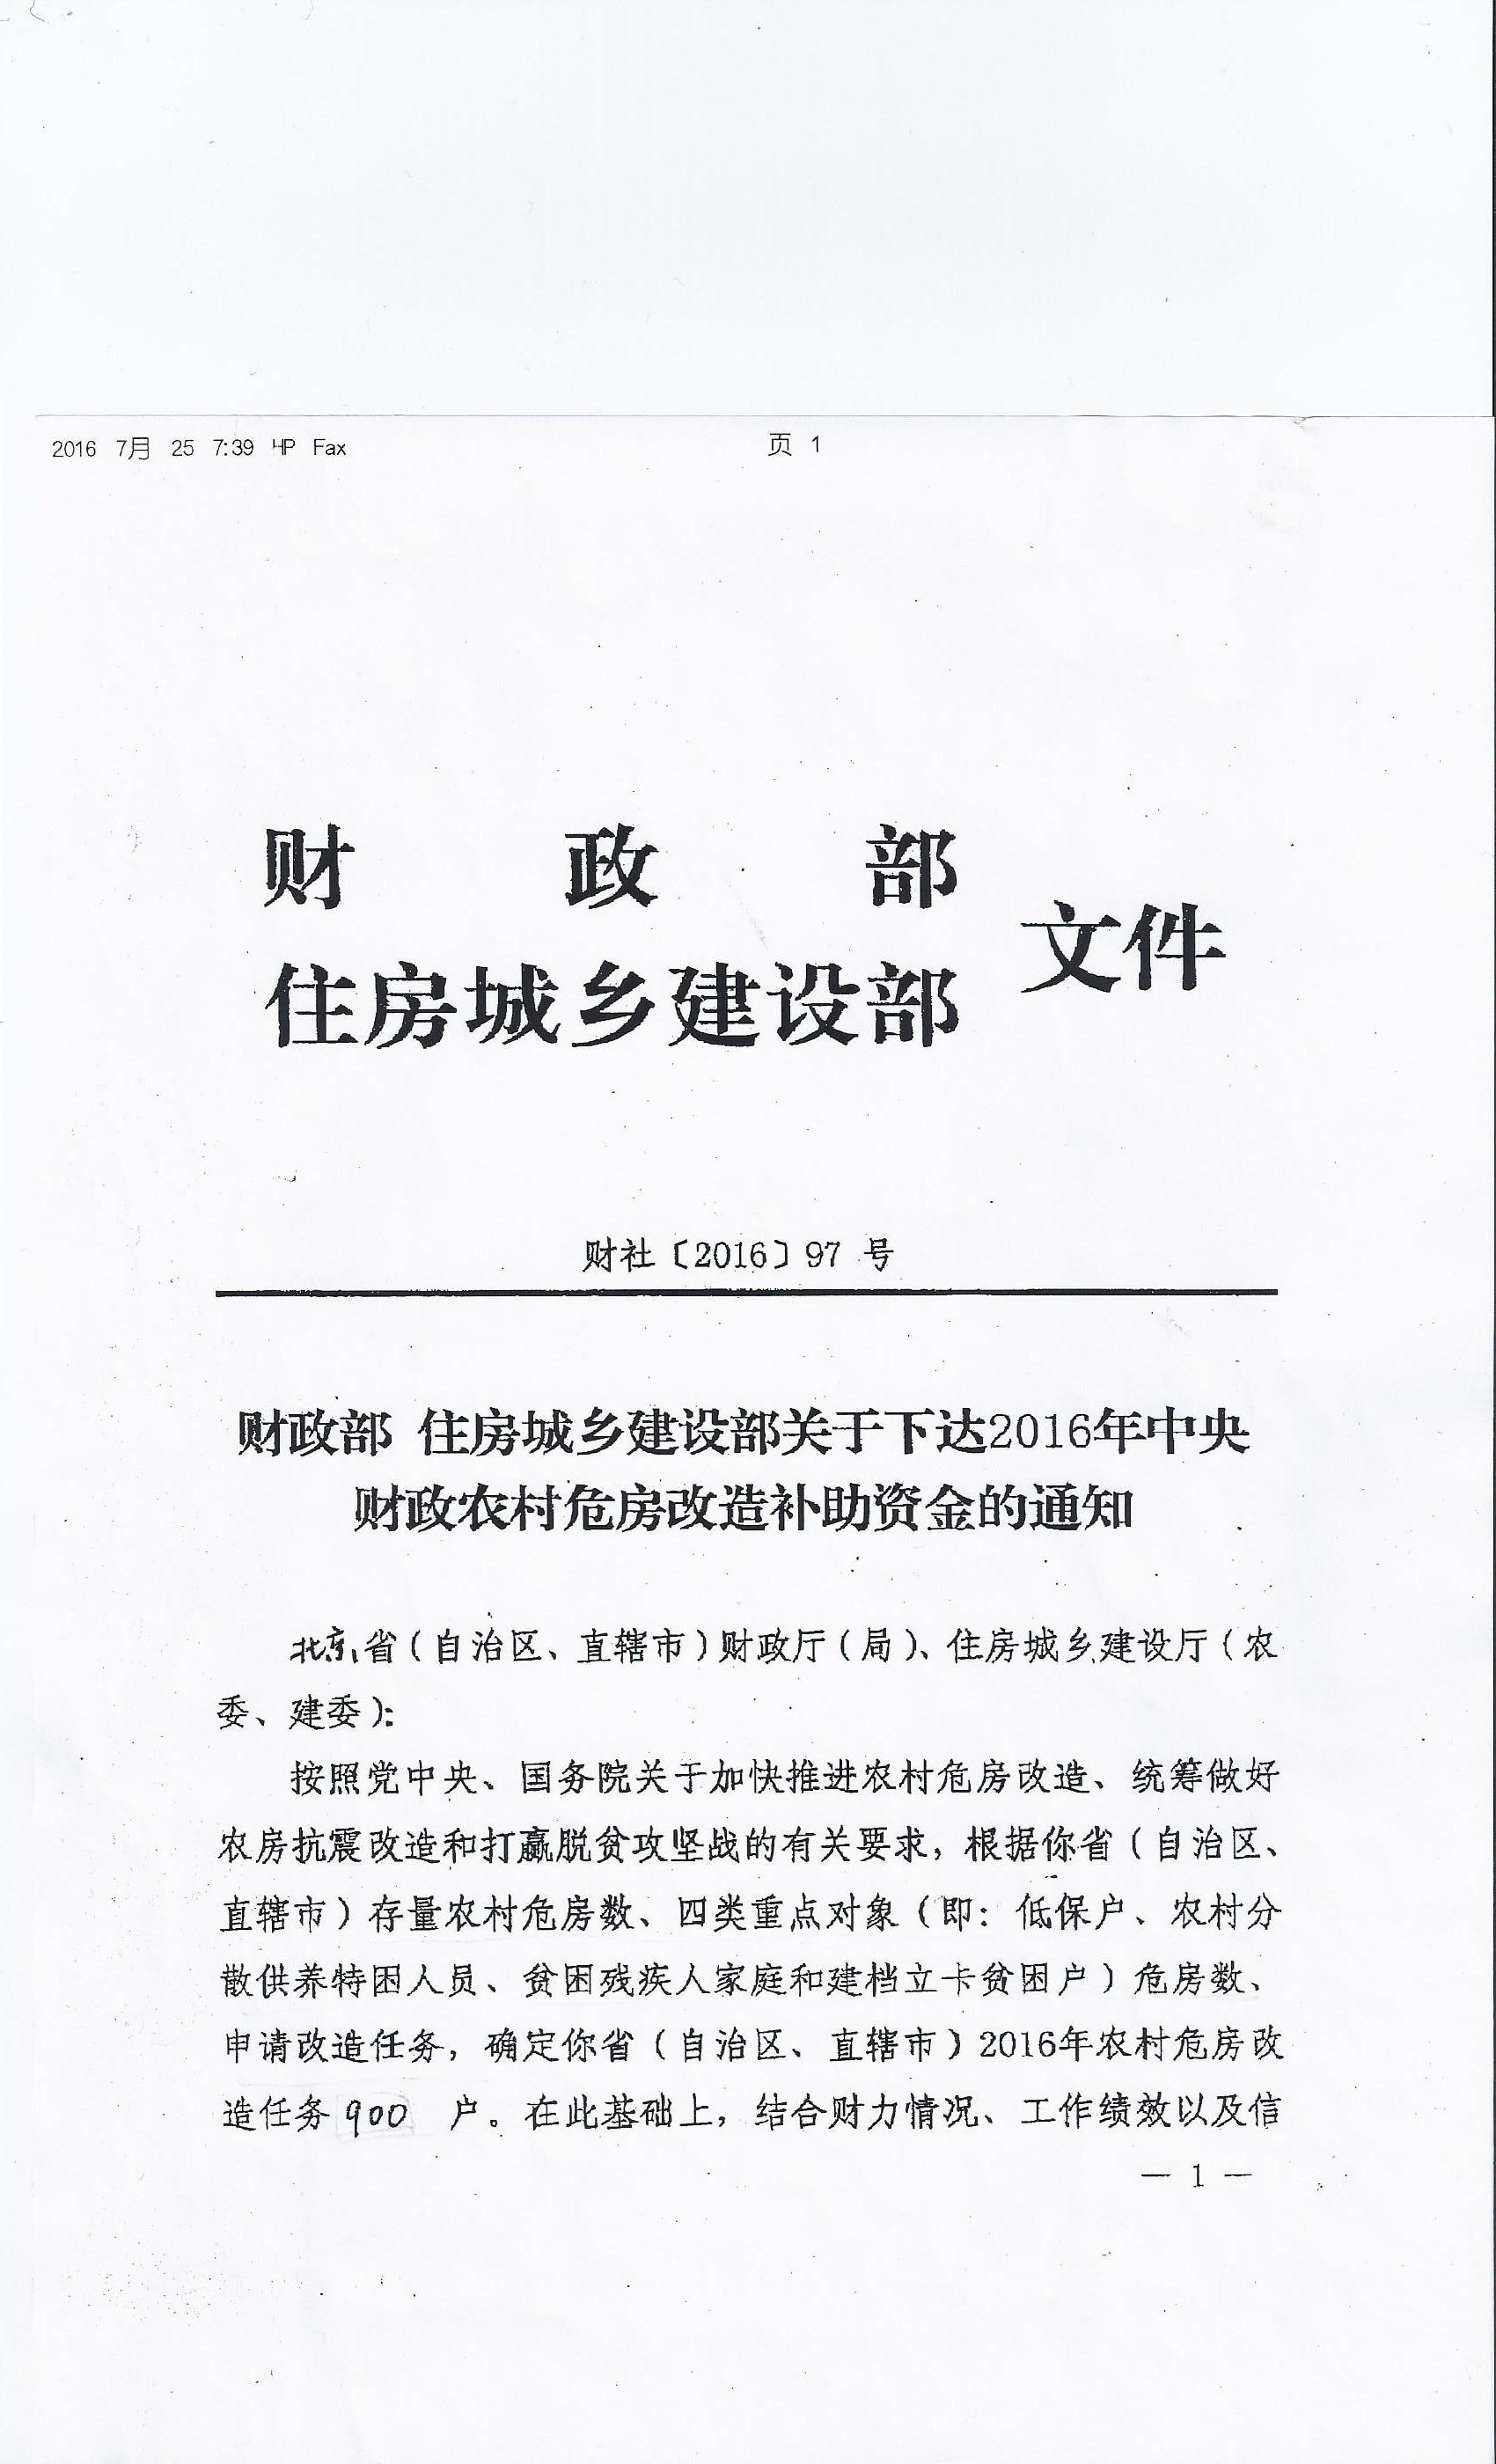 2016 7月 25 7:39 HP Fax 页 1
财政部
文件
住房城乡建设部
财社〔2016〕97 号
财政部 住房城乡建设部关于下达2016年中央
财政农村危房改造补助资金的通知
北京省(自治区、直辖市)财政厅(局)、住房城乡建设厅(农
委、建委):
按照党中央、国务院关于加快推进农村危房改造、统筹做好
农房抗震改造和打赢脱贫攻坚战的有关要求,根据你省(自治区、
直辖市)存量农村危房数、四类重点对象(即:低保户、农村分
散供养特困人员、贫困残疾人家庭和建档立卡贫困户)危房数、
申请改造任务,确定你省(自治区、直辖市)2016年农村危房改
造任务 900 户。在此基础上,结合财力情况、工作绩效以及信
— 1 —